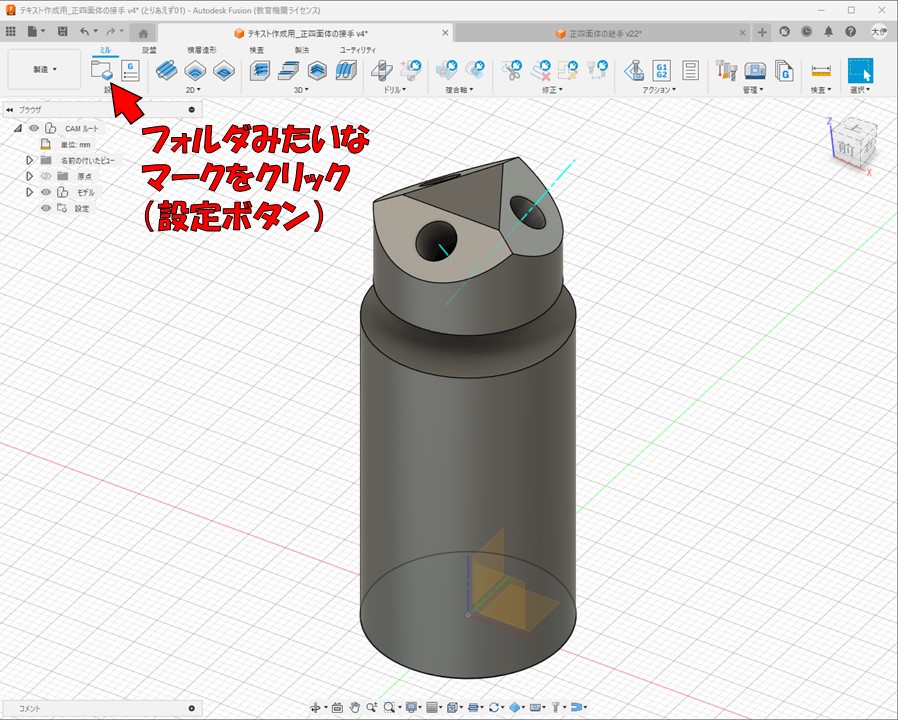 テキスト作成用_正四面体の接手 v4* (とりあえず01) - Autodesk Fusion (教育機関ライセンス)
テキスト作成用_正四面体の接手 v4*
正四面体の継手 v22*
大伊
ミル 旋盤 積層造形 検査 製法 ユーティリティ
製造
G
G1
G2
G
設
2D
3D
ドリル
複合軸
修正
アクション
管理
検査
選択
ブラウザ
CAM ルート
単位: mm
名前の付いたビュー
原点
モデル
設定
フォルダみたいな
マークをクリック
（設定ボタン）
Z
前
X
コメント